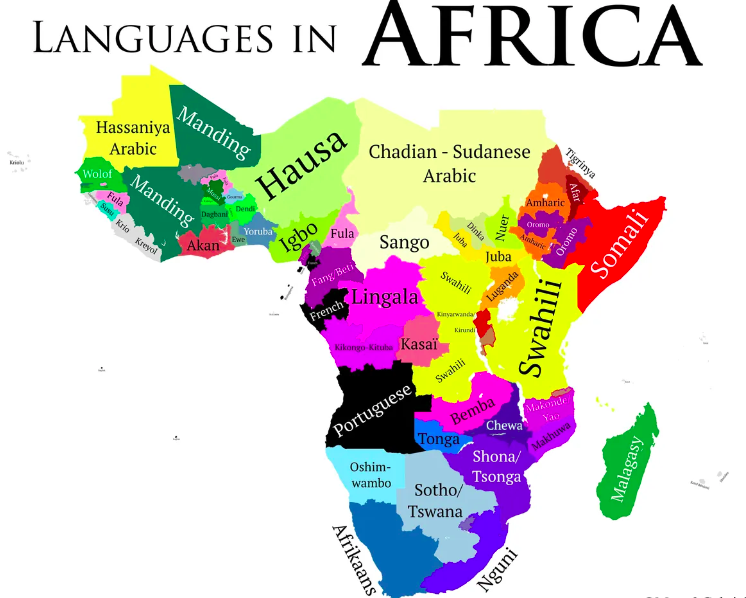 LANGUAGES IN AFRICA
Hassaniya
Arabic
Manding
Hausa
Chadian - Sudanese
Arabic
Tigrinya
Afar
Wolof
Manding
Fula
Susu
Krio
Kreyol
Akan
Dagbani
Dendi
Ewe
Yoruba
Igbo
Fula
Sango
Juba
Dinka
Nuer
Amharic
Oromo
Amharic
Oromo
Somali
Juba
Fang/Beti
Lingala
French
Swahili
Luganda
Kinyarwanda
Kirundi
Swahili
Kikongo-Kituba
Kasaï
Swahili
Portuguese
Bemba
Makonde
Yao
Tonga
Chewa
Makhuwa
Malagasy
Oshim-
wambo
Shona/
Tsonga
Sotho/
Tswana
Afrikaans
Nguni